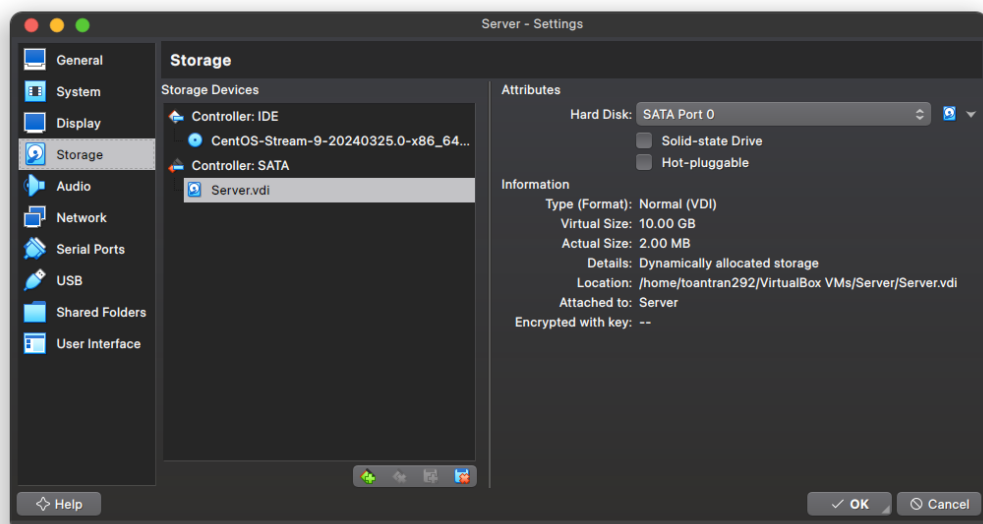 Server - Settings
General
System
Display
Storage
Audio
Network
Serial Ports
USB
Shared Folders
User Interface
Storage
Storage Devices
Controller: IDE
CentOS-Stream-9-20240325.0-x86_64...
Controller: SATA
Server.vdi
Attributes
Hard Disk: SATA Port 0
Solid-state Drive
Hot-pluggable
Information
Type (Format): Normal (VDI)
Virtual Size: 10.00 GB
Actual Size: 2.00 MB
Details: Dynamically allocated storage
Location: /home/toantran292/VirtualBox VMs/Server/Server.vdi
Attached to: Server
Encrypted with key: --
Help
OK
Cancel